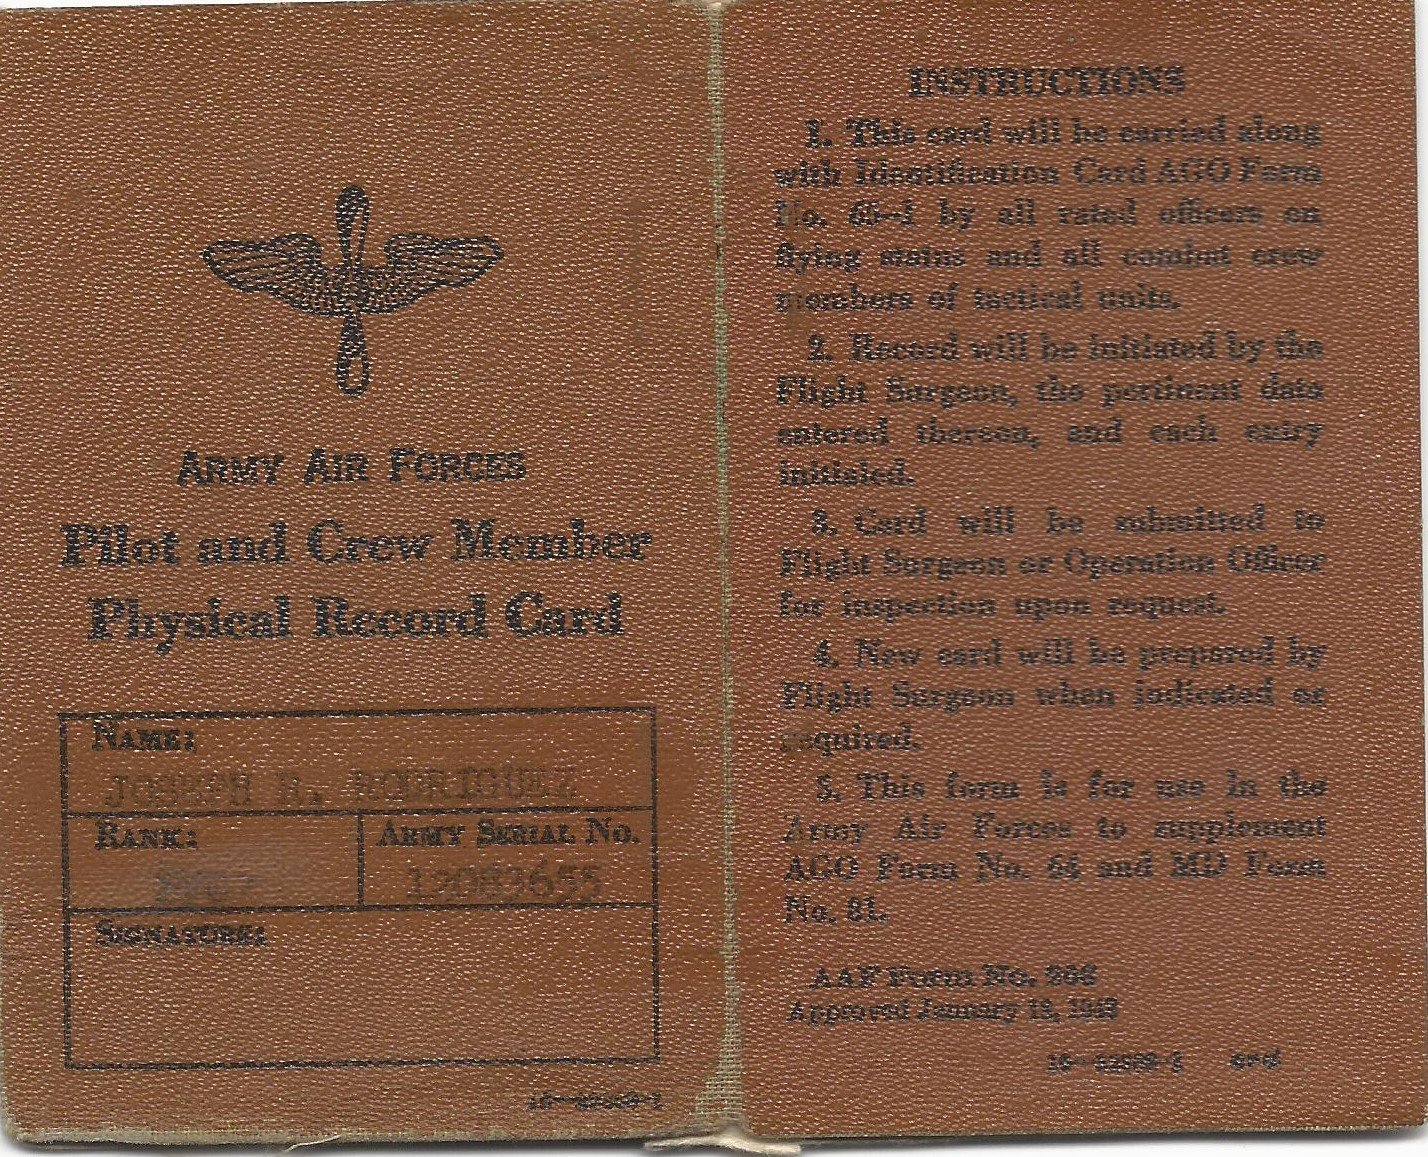 ARMY AIR FORCES
Pilot and Crew Member
Physical Record Card
NAME:
JOSEPH R. RODRIGUEZ
RANK:
ARMY SERIAL NO.
12083655
SIGNATURE:
INSTRUCTIONS
1. This card will be carried along
with Identification Card AGO Form
No. 65-1 by all rated officers on
flying status and all combat crew
members of tactical units.
2. Record will be initiated by the
Flight Surgeon, the pertinent data
entered thereon, and each entry
initialed.
3. Card will be submitted to
Flight Surgeon or Operation Officer
for inspection upon request.
4. New card will be prepared by
Flight Surgeon when indicated or
required.
5. This form is for use in the
Army Air Forces to supplement
AGO Form No. 64 and MD Form
No. 81.
AAF Form No. 206
Approved January 1943
GPO